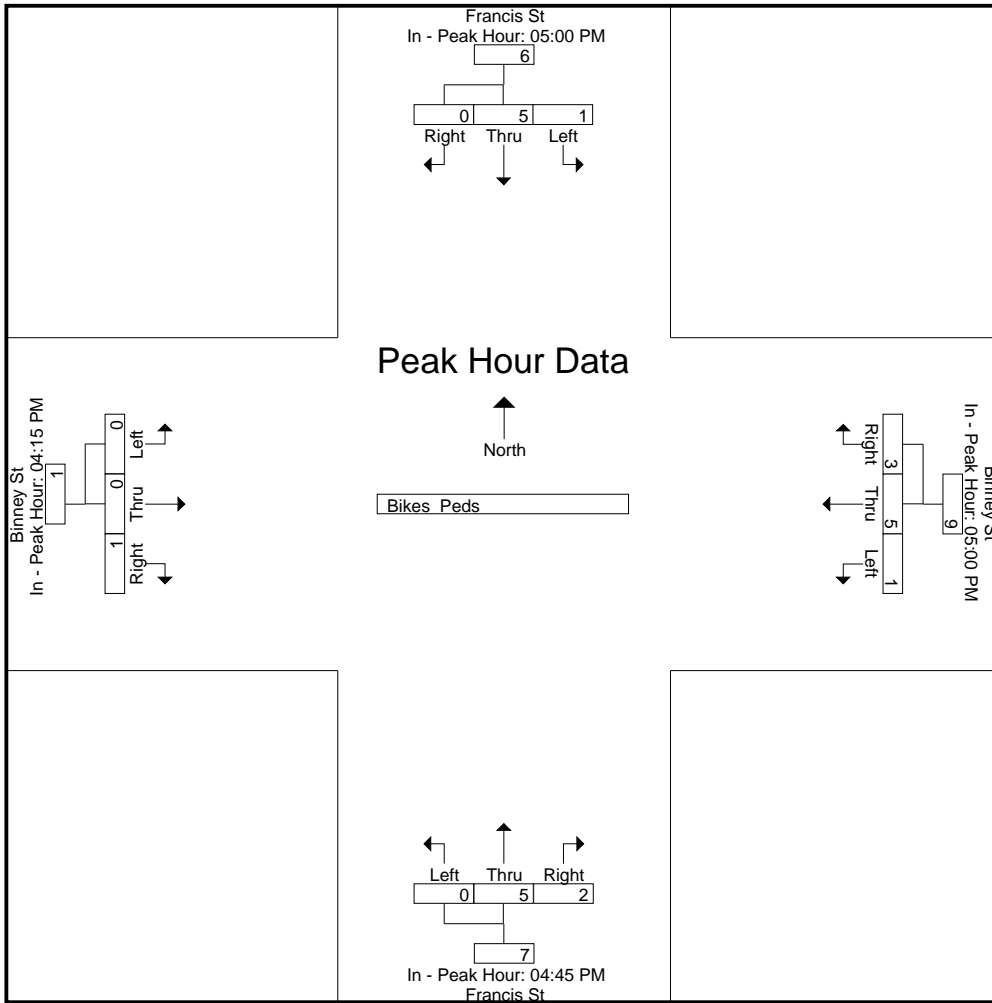 Francis St
In - Peak Hour: 05:00 PM
6
0 5 1
Right Thru Left
Peak Hour Data
North
Bikes Peds
Binney St
In - Peak Hour: 04:15 PM
1
0 0 1
Left Thru Right
Binney St
In - Peak Hour: 05:00 PM
9
3 5 1
Right Thru Left
Left Thru Right
0 5 2
7
In - Peak Hour: 04:45 PM
Francis St